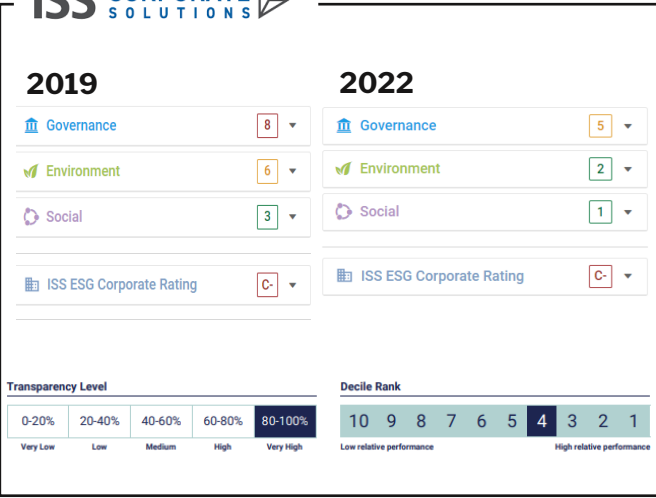 ISS
SOLUTIONS
2019
Governance 8
Environment 6
Social 3
ISS ESG Corporate Rating C-
2022
Governance 5
Environment 2
Social 1
ISS ESG Corporate Rating C-
Transparency Level
0-20% 20-40% 40-60% 60-80% 80-100%
Very Low Low Medium High Very High
Decile Rank
10 9 8 7 6 5 4 3 2 1
Low relative performance High relative performance